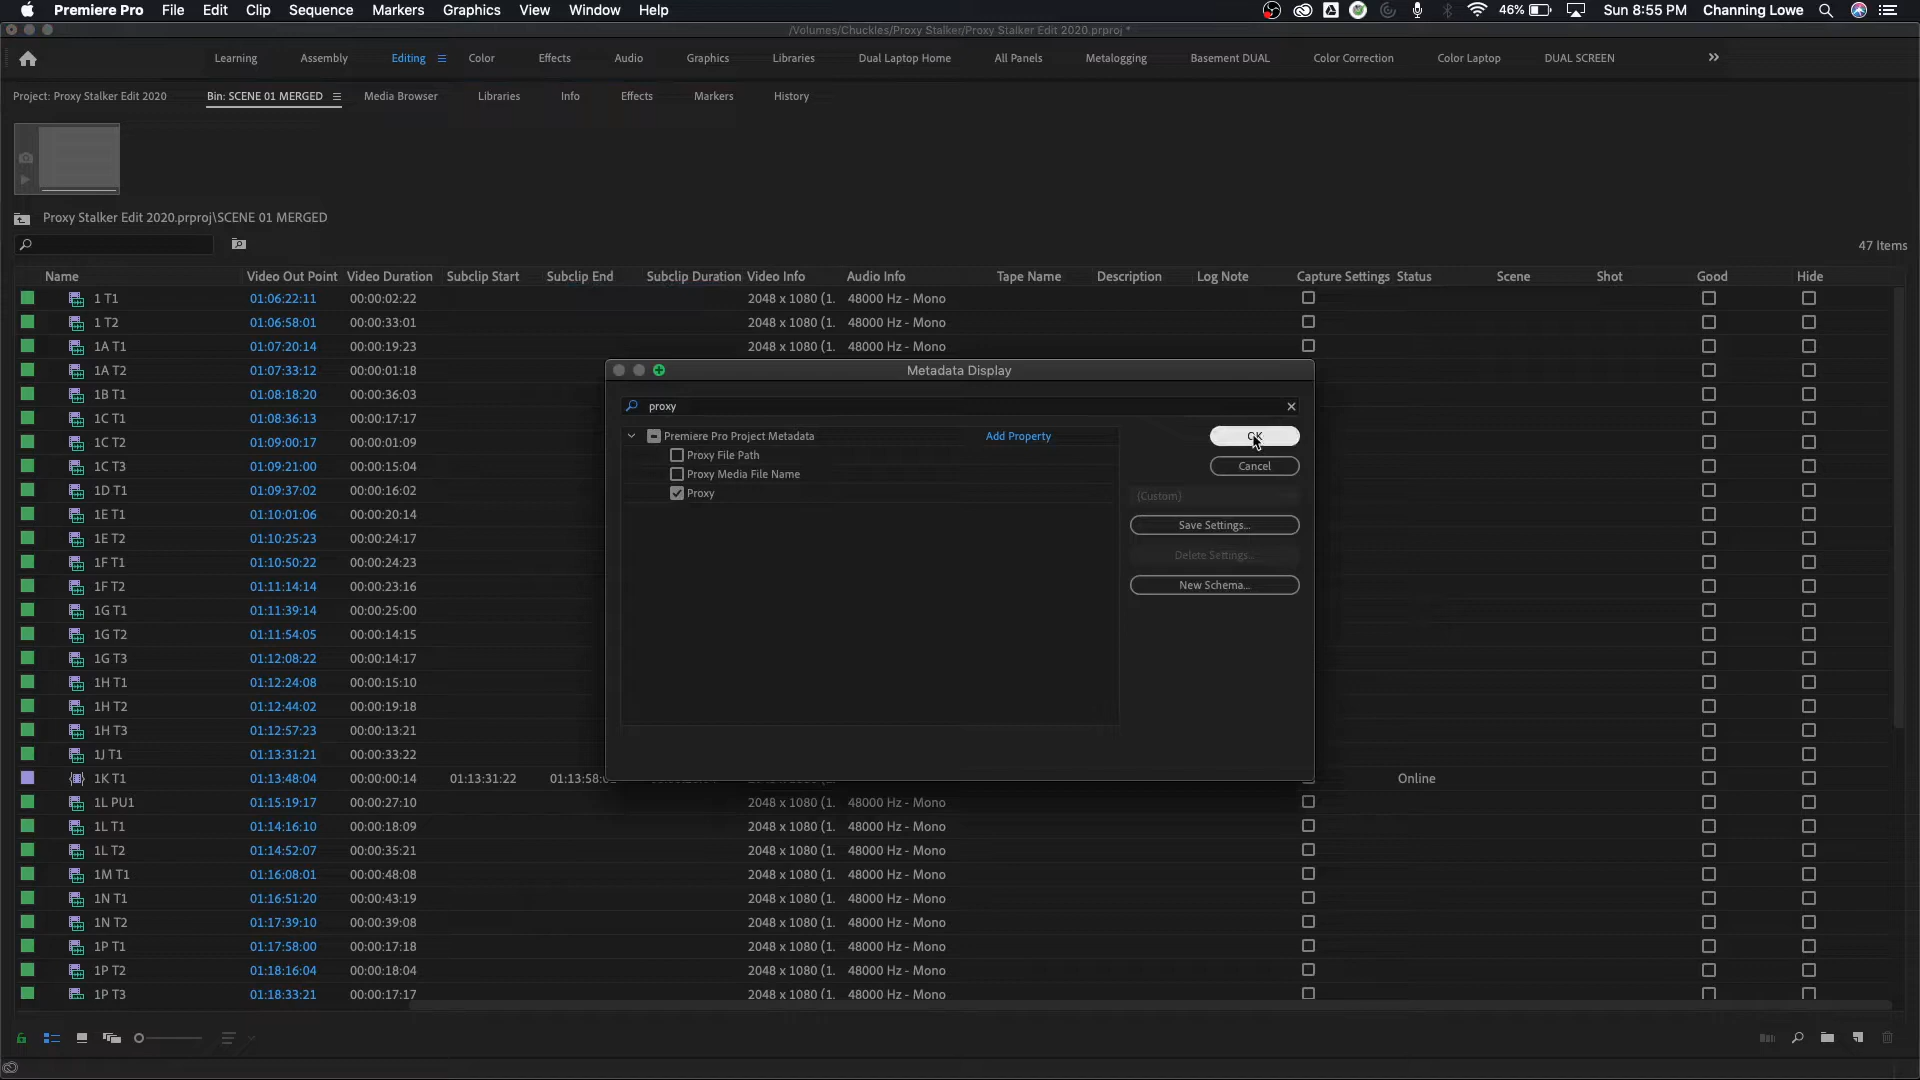 Premiere Pro File Edit Clip Sequence Markers Graphics View Window Help 46% Sun 8:55 PM Channing Lowe
/Volumes/Chuckles/Proxy Stalker/Proxy Stalker Edit 2020.prproj *
Learning Assembly Editing Color Effects Audio Graphics Libraries Dual Laptop Home All Panels Metalogging Basement DUAL Color Correction Color Laptop DUAL SCREEN
Project: Proxy Stalker Edit 2020 Bin: SCENE 01 MERGED Media Browser Libraries Info Effects Markers History
Proxy Stalker Edit 2020.prproj\SCENE 01 MERGED
47 Items
Name Video Out Point Video Duration Subclip Start Subclip End Subclip Duration Video Info Audio Info Tape Name Description Log Note Capture Settings Status Scene Shot Good Hide
1 T1 01:06:22:11 00:00:02:22 2048 x 1080 (1. 48000 Hz - Mono
1 T2 01:06:58:01 00:00:33:01 2048 x 1080 (1. 48000 Hz - Mono
1A T1 01:07:20:14 00:00:19:23 2048 x 1080 (1. 48000 Hz - Mono
1A T2 01:07:33:12 00:00:01:18
1B T1 01:08:18:20 00:00:36:03
1C T1 01:08:36:13 00:00:17:17
1C T2 01:09:00:17 00:00:01:09
1C T3 01:09:21:00 00:00:15:04
1D T1 01:09:37:02 00:00:16:02
1E T1 01:10:01:06 00:00:20:14
1E T2 01:10:25:23 00:00:24:17
1F T1 01:10:50:22 00:00:24:23
1F T2 01:11:14:14 00:00:23:16
1G T1 01:11:39:14 00:00:25:00
1G T2 01:11:54:05 00:00:14:15
1G T3 01:12:08:22 00:00:14:17
1H T1 01:12:24:08 00:00:15:10
1H T2 01:12:44:02 00:00:19:18
1H T3 01:12:57:23 00:00:13:21
1J T1 01:13:31:21 00:00:33:22
1K T1 01:13:48:04 00:00:00:14 01:13:31:22 01:13:58: Online
1L PU1 01:15:19:17 00:00:27:10 2048 x 1080 (1. 48000 Hz - Mono
1L T1 01:14:16:10 00:00:18:09 2048 x 1080 (1. 48000 Hz - Mono
1L T2 01:14:52:07 00:00:35:21 2048 x 1080 (1. 48000 Hz - Mono
1M T1 01:16:08:01 00:00:48:08 2048 x 1080 (1. 48000 Hz - Mono
1N T1 01:16:51:20 00:00:43:19 2048 x 1080 (1. 48000 Hz - Mono
1N T2 01:17:39:10 00:00:39:08 2048 x 1080 (1. 48000 Hz - Mono
1P T1 01:17:58:00 00:00:17:18 2048 x 1080 (1. 48000 Hz - Mono
1P T2 01:18:16:04 00:00:18:04 2048 x 1080 (1. 48000 Hz - Mono
1P T3 01:18:33:21 00:00:17:17 2048 x 1080 (1. 48000 Hz - Mono
Metadata Display
proxy
Premiere Pro Project Metadata Add Property
Proxy File Path
Proxy Media File Name
Proxy
OK
Cancel
(Custom)
Save Settings...
Delete Settings...
New Schema...